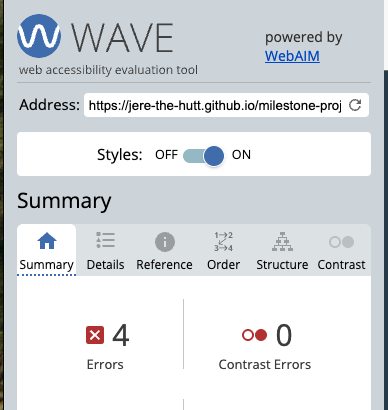 WAVE
powered by
WebAIM
web accessibility evaluation tool
Address: https://jere-the-hutt.github.io/milestone-proj
Styles: OFF ON
Summary
Summary Details Reference Order Structure Contrast
4 0
Errors Contrast Errors